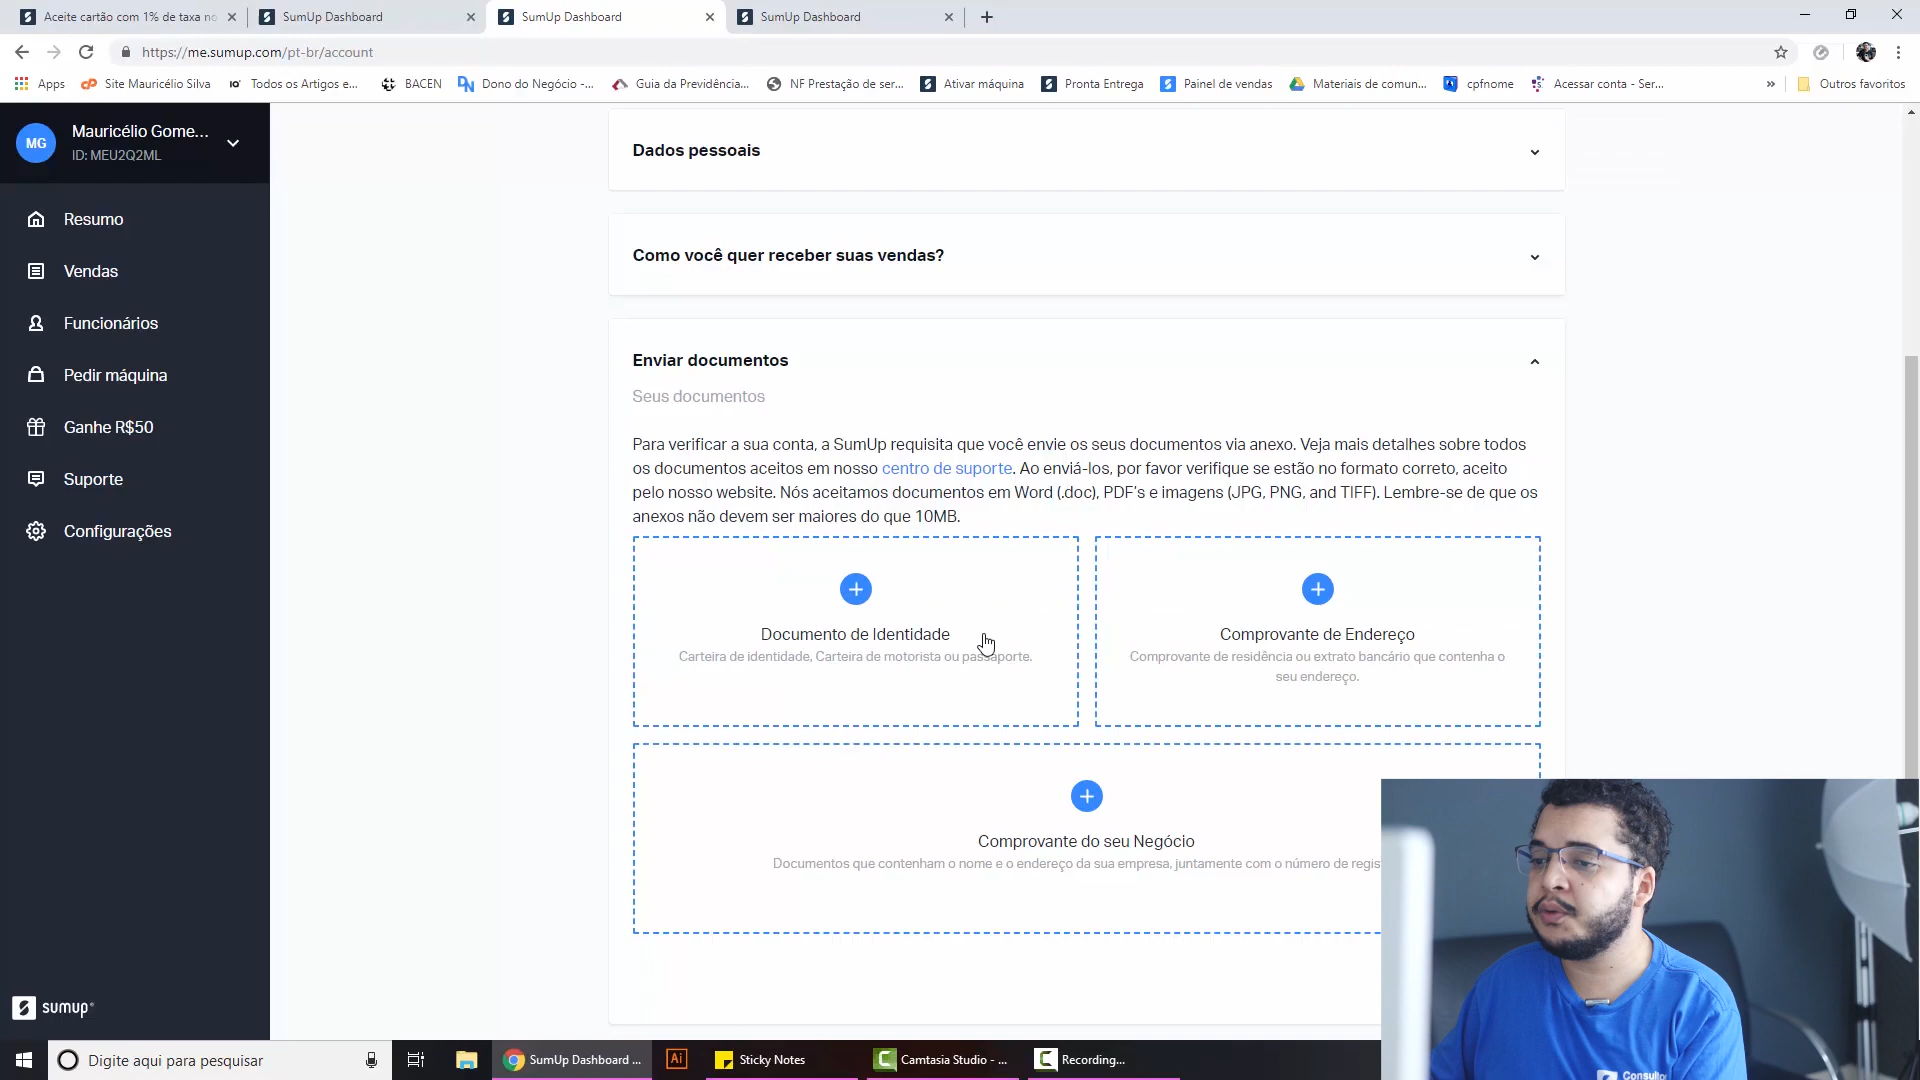 Aceite cartão com 1% de taxa no
SumUp Dashboard
SumUp Dashboard
SumUp Dashboard
https://me.sumup.com/pt-br/account
Apps
Site Mauricélio Silva
Todos os Artigos e...
BACEN
Dono do Negócio -...
Guia da Previdência...
NF Prestação de ser...
Ativar máquina
Pronta Entrega
Painel de vendas
Materiais de comun...
cpfnome
Acessar conta - Ser...
»
Outros favoritos
MG
Mauricélio Gome...
ID: MEU2Q2ML
Resumo
Vendas
Funcionários
Pedir máquina
Ganhe R$50
Suporte
Configurações
sumup®
Dados pessoais
Como você quer receber suas vendas?
Enviar documentos
Seus documentos
Para verificar a sua conta, a SumUp requisita que você envie os seus documentos via anexo. Veja mais detalhes sobre todos
os documentos aceitos em nosso centro de suporte. Ao enviá-los, por favor verifique se estão no formato correto, aceito
pelo nosso website. Nós aceitamos documentos em Word (.doc), PDF's e imagens (JPG, PNG, and TIFF). Lembre-se de que os
anexos não devem ser maiores do que 10MB.
Documento de Identidade
Carteira de identidade, Carteira de motorista ou passaporte.
Comprovante de Endereço
Comprovante de residência ou extrato bancário que contenha o
seu endereço.
Comprovante do seu Negócio
Documentos que contenham o nome e o endereço da sua empresa, juntamente com o número de regis
Consultor
Digite aqui para pesquisar
SumUp Dashboard ...
Ai
Sticky Notes
Camtasia Studio - ...
Recording...